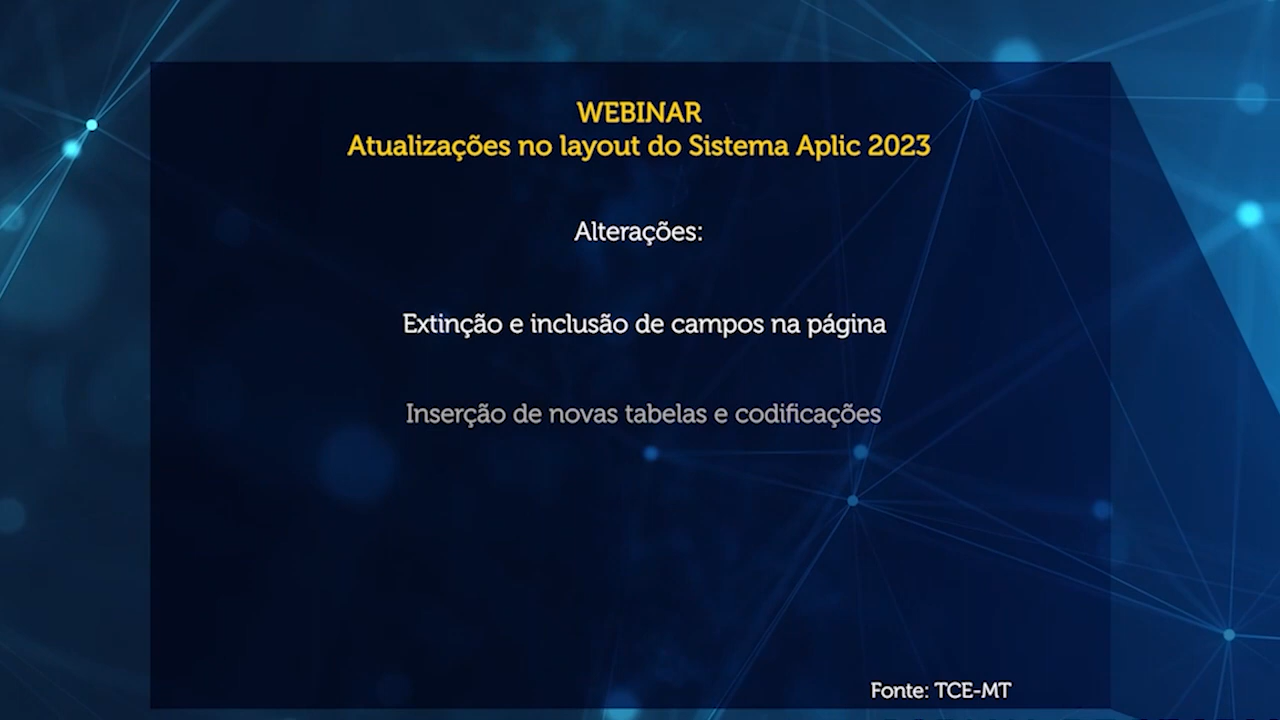 WEBINAR
Atualizações no layout do Sistema Aplic 2023
Alterações:
Extinção e inclusão de campos na página
Inserção de novas tabelas e codificações
Fonte: TCE-MT